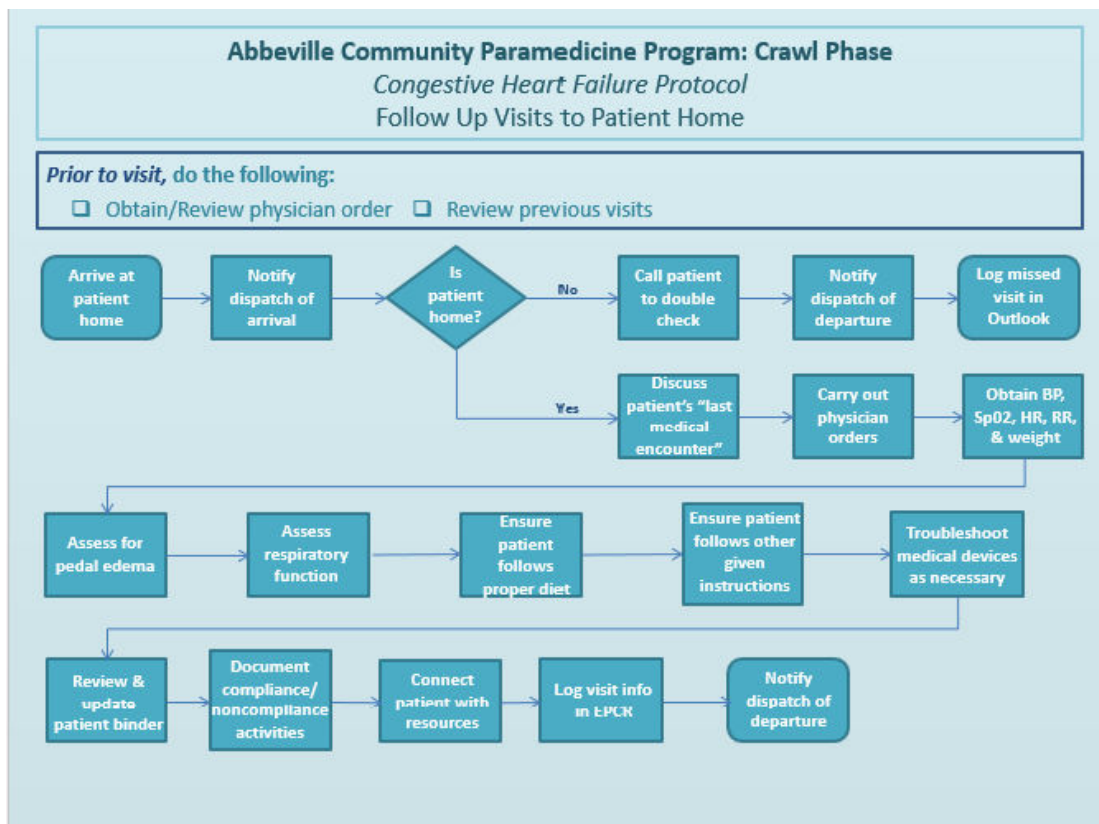 Abbeville Community Paramedicine Program: Crawl Phase
Congestive Heart Failure Protocol
Follow Up Visits to Patient Home
Prior to visit, do the following:
❑ Obtain/Review physician order ❑ Review previous visits
Arrive at
patient
home
Notify
dispatch of
arrival
Is
patient
home?
No
Call patient
to double
check
Notify
dispatch of
departure
Log missed
visit in
Outlook
Yes
Discuss
patient's "last
medical
encounter"
Carry out
physician
orders
Obtain BP,
Sp02, HR, RR,
& weight
Assess for
pedal edema
Assess
respiratory
function
Ensure
patient
follows
proper diet
Ensure patient
follows other
given
instructions
Troubleshoot
medical devices
as necessary
Review &
update
patient binder
Document
compliance/
noncompliance
activities
Connect
patient with
resources
Log visit info
in EPCR
Notify
dispatch of
departure